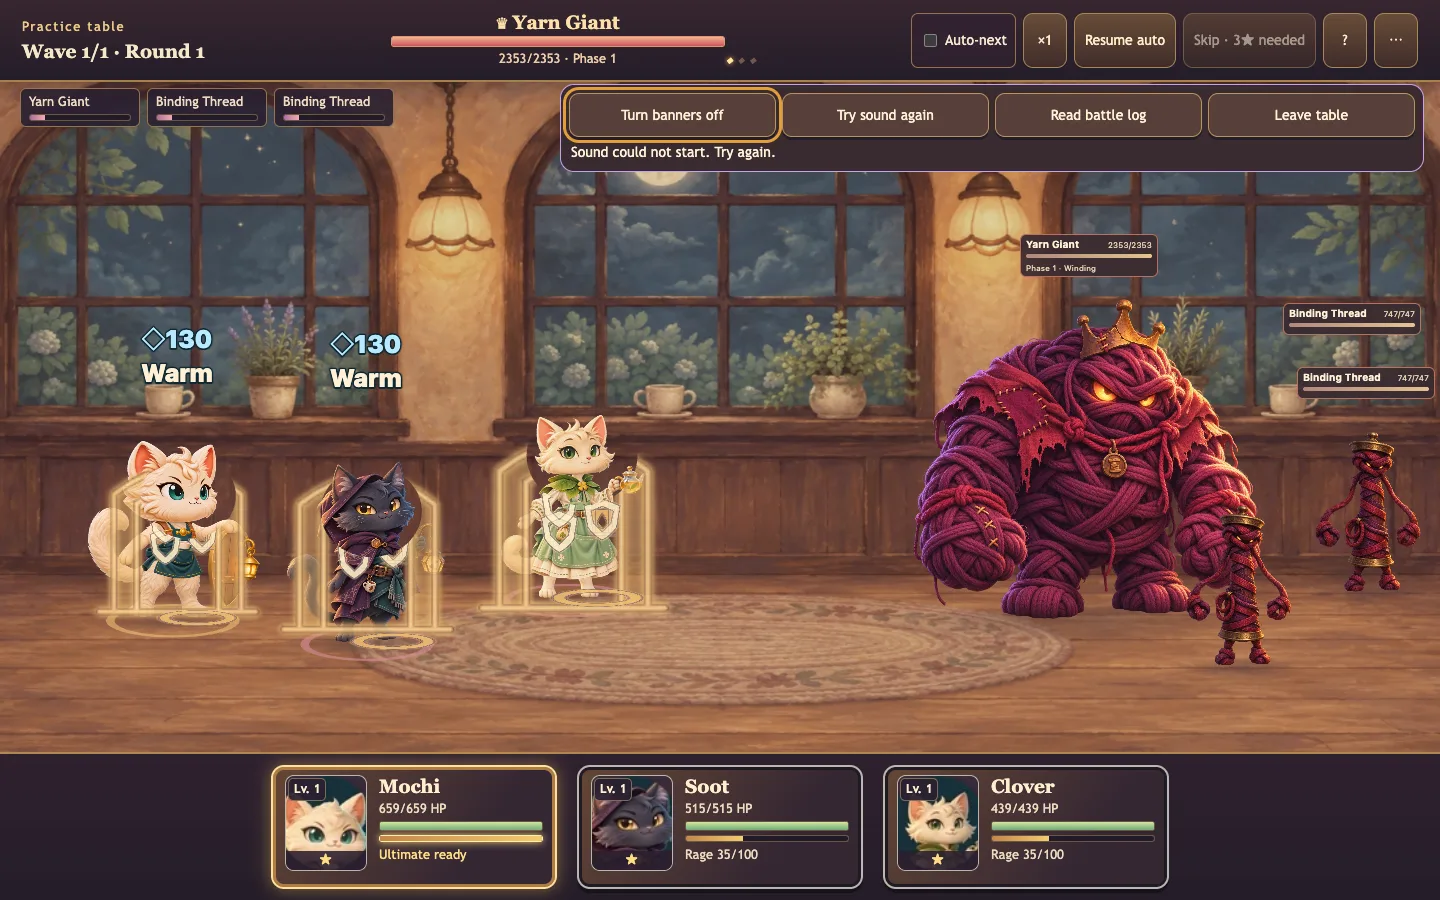 Practice table
Wave 1/1 · Round 1
♛ Yarn Giant
2353/2353 · Phase 1
Auto-next
×1
Resume auto
Skip · 3★ needed
?
···
Yarn Giant
Binding Thread
Binding Thread
Turn banners off
Try sound again
Read battle log
Leave table
Sound could not start. Try again.
Yarn Giant 2353/2353
Phase 1 · Winding
Binding Thread 747/747
Binding Thread 747/747
◇130
Warm
◇130
Warm
Lv. 1
Mochi
659/659 HP
Ultimate ready
Lv. 1
Soot
515/515 HP
Rage 35/100
Lv. 1
Clover
439/439 HP
Rage 35/100